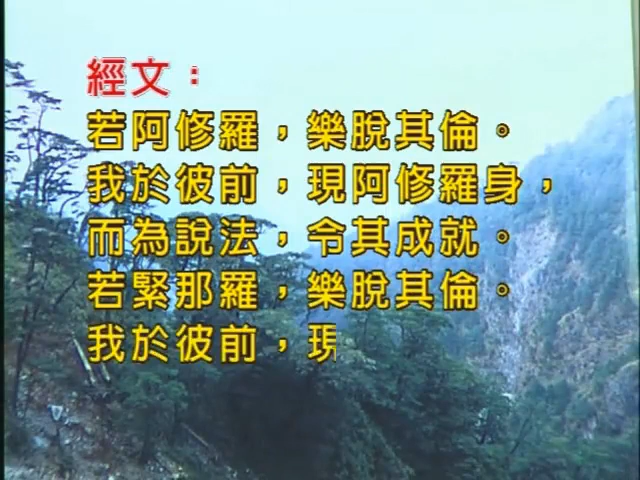 經文：
若阿修羅，樂脫其倫。
我於彼前，現阿修羅身，
而為說法，令其成就。
若緊那羅，樂脫其倫。
我於彼前，現